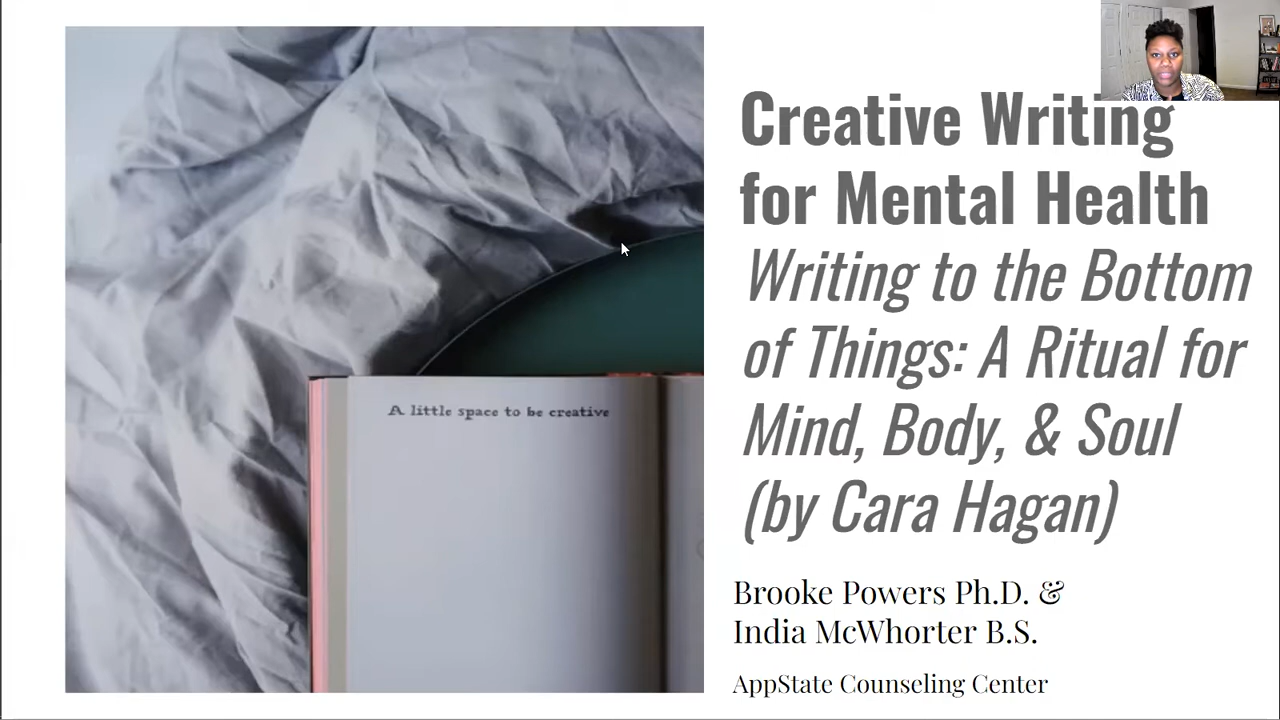 A little space to be creative
Creative Writing
for Mental Health
Writing to the Bottom
of Things: A Ritual for
Mind, Body, & Soul
(by Cara Hagan)
Brooke Powers Ph.D. &
India McWhorter B.S.
AppState Counseling Center